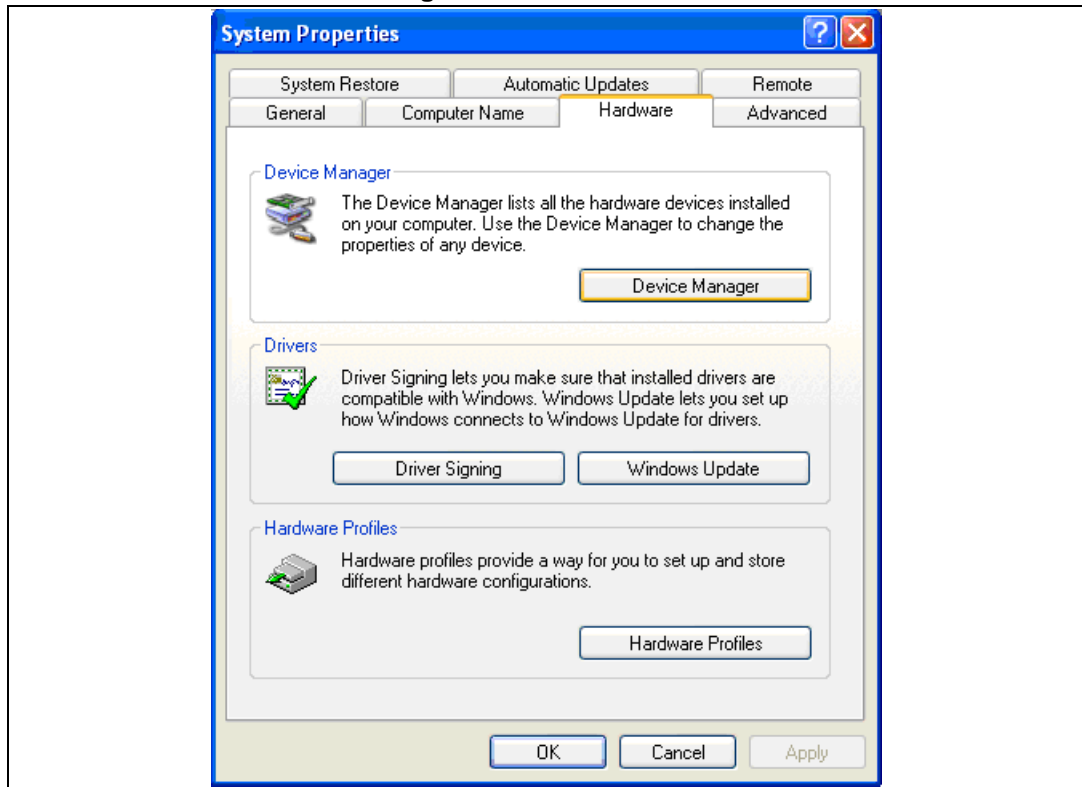 System Properties
System Restore Automatic Updates Remote
General Computer Name Hardware Advanced
Device Manager
The Device Manager lists all the hardware devices installed
on your computer. Use the Device Manager to change the
properties of any device.
Device Manager
Drivers
Driver Signing lets you make sure that installed drivers are
compatible with Windows. Windows Update lets you set up
how Windows connects to Windows Update for drivers.
Driver Signing Windows Update
Hardware Profiles
Hardware profiles provide a way for you to set up and store
different hardware configurations.
Hardware Profiles
OK Cancel Apply